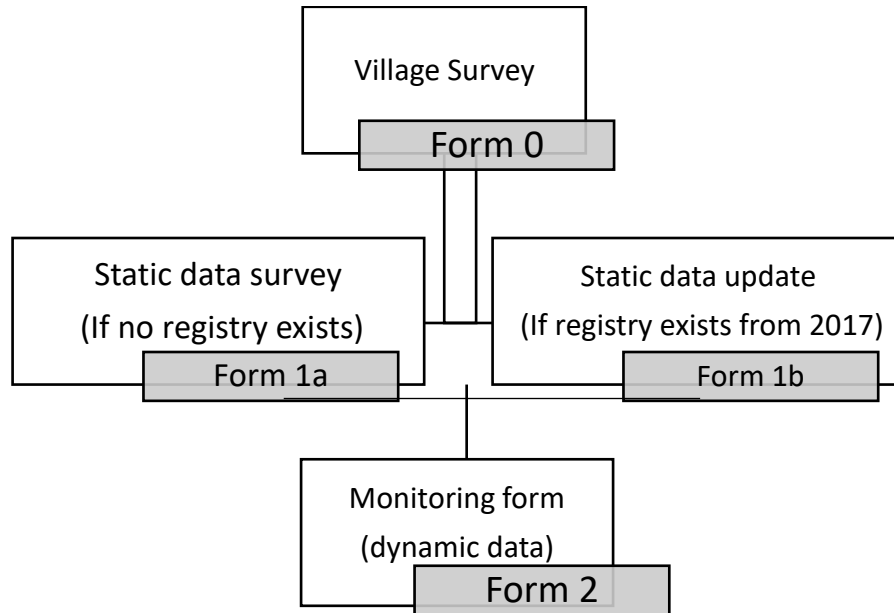 Village Survey
Form 0
Static data survey
(If no registry exists)
Form 1a
Static data update
(If registry exists from 2017)
Form 1b
Monitoring form
(dynamic data)
Form 2